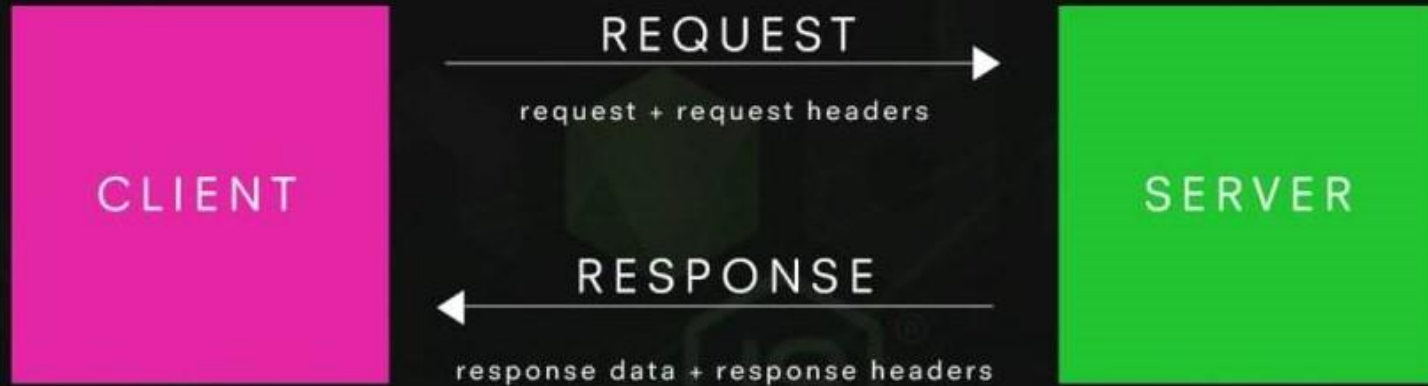 REQUEST
request + request headers
CLIENT
SERVER
RESPONSE
response data + response headers